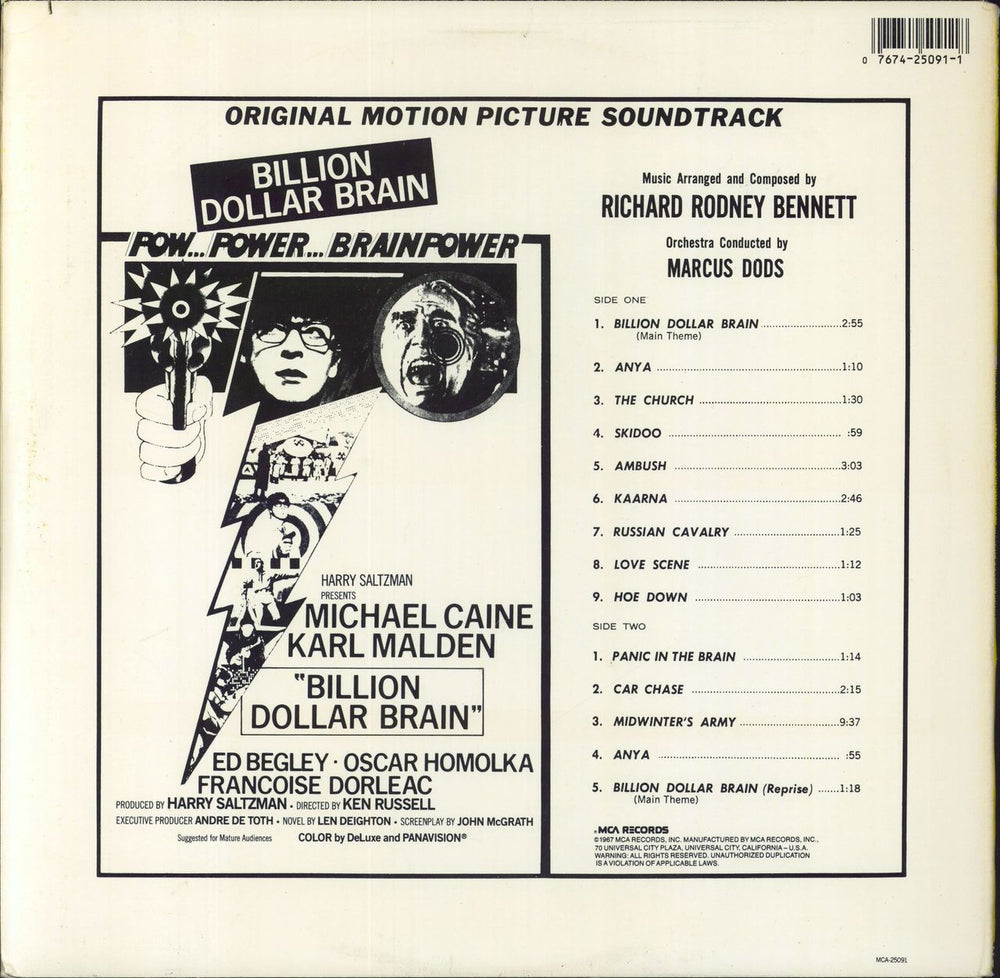 0 7674-25091-1
ORIGINAL MOTION PICTURE SOUNDTRACK
BILLION
DOLLAR BRAIN
POW...POWER...BRAINPOWER
HARRY SALTZMAN
PRESENTS
MICHAEL CAINE
KARL MALDEN
"BILLION
DOLLAR BRAIN"
ED BEGLEY · OSCAR HOMOLKA
FRANCOISE DORLEAC
PRODUCED BY HARRY SALTZMAN · DIRECTED BY KEN RUSSELL
EXECUTIVE PRODUCER ANDRE DE TOTH · NOVEL BY LEN DEIGHTON · SCREENPLAY BY JOHN McGRATH
Suggested for Mature Audiences COLOR by DeLuxe and PANAVISION®
Music Arranged and Composed by
RICHARD RODNEY BENNETT
Orchestra Conducted by
MARCUS DODS
SIDE ONE
1. BILLION DOLLAR BRAIN ........................2:55
(Main Theme)
2. ANYA ........................1:10
3. THE CHURCH ........................1:30
4. SKIDOO ........................ :59
5. AMBUSH ........................3:03
6. KAARNA ........................2:46
7. RUSSIAN CAVALRY ........................1:25
8. LOVE SCENE ........................1:12
9. HOE DOWN ........................1:03
SIDE TWO
1. PANIC IN THE BRAIN ........................1:14
2. CAR CHASE ........................2:15
3. MIDWINTER'S ARMY ........................9:37
4. ANYA ........................ :55
5. BILLION DOLLAR BRAIN (Reprise) ......1:18
(Main Theme)
MCA RECORDS
©1967 MCA RECORDS, INC. MANUFACTURED BY MCA RECORDS, INC.,
70 UNIVERSAL CITY PLAZA, UNIVERSAL CITY, CALIFORNIA – U.S.A.
WARNING: ALL RIGHTS RESERVED. UNAUTHORIZED DUPLICATION
IS A VIOLATION OF APPLICABLE LAWS.
MCA-25091